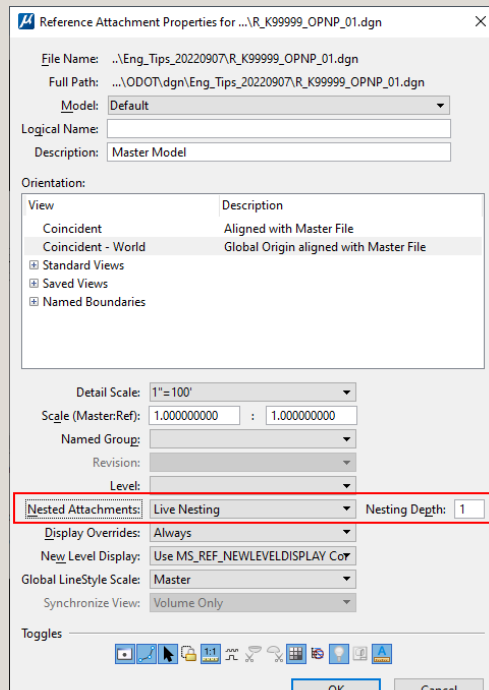 Reference Attachment Properties for ...\R_K99999_OPNP_01.dgn
File Name: ..\Eng_Tips_20220907\R_K99999_OPNP_01.dgn
Full Path: ...\ODOT\dgn\Eng_Tips_20220907\R_K99999_OPNP_01.dgn
Model: Default
Logical Name:
Description: Master Model
Orientation:
View Description
Coincident Aligned with Master File
Coincident - World Global Origin aligned with Master File
Standard Views
Saved Views
Named Boundaries
Detail Scale: 1"=100'
Scale (Master:Ref): 1.000000000 : 1.000000000
Named Group:
Revision:
Level:
Nested Attachments: Live Nesting Nesting Depth: 1
Display Overrides: Always
New Level Display: Use MS_REF_NEWLEVELDISPLAY Co
Global LineStyle Scale: Master
Synchronize View: Volume Only
Toggles
1:1 A
OK Cancel